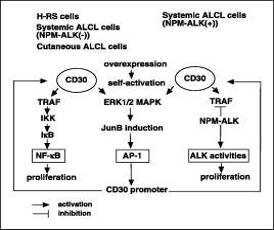 H-RS cells
Systemic ALCL cells
(NPM-ALK(-))
Cutaneous ALCL cells
Systemic ALCL cells
(NPM-ALK(+))
overexpression
self-activation
CD30
CD30
TRAF
ERK1/2 MAPK
TRAF
IKK
NPM-ALK
IκB
JunB induction
NF-κB
AP-1
ALK activities
proliferation
proliferation
CD30 promoter
activation
inhibition